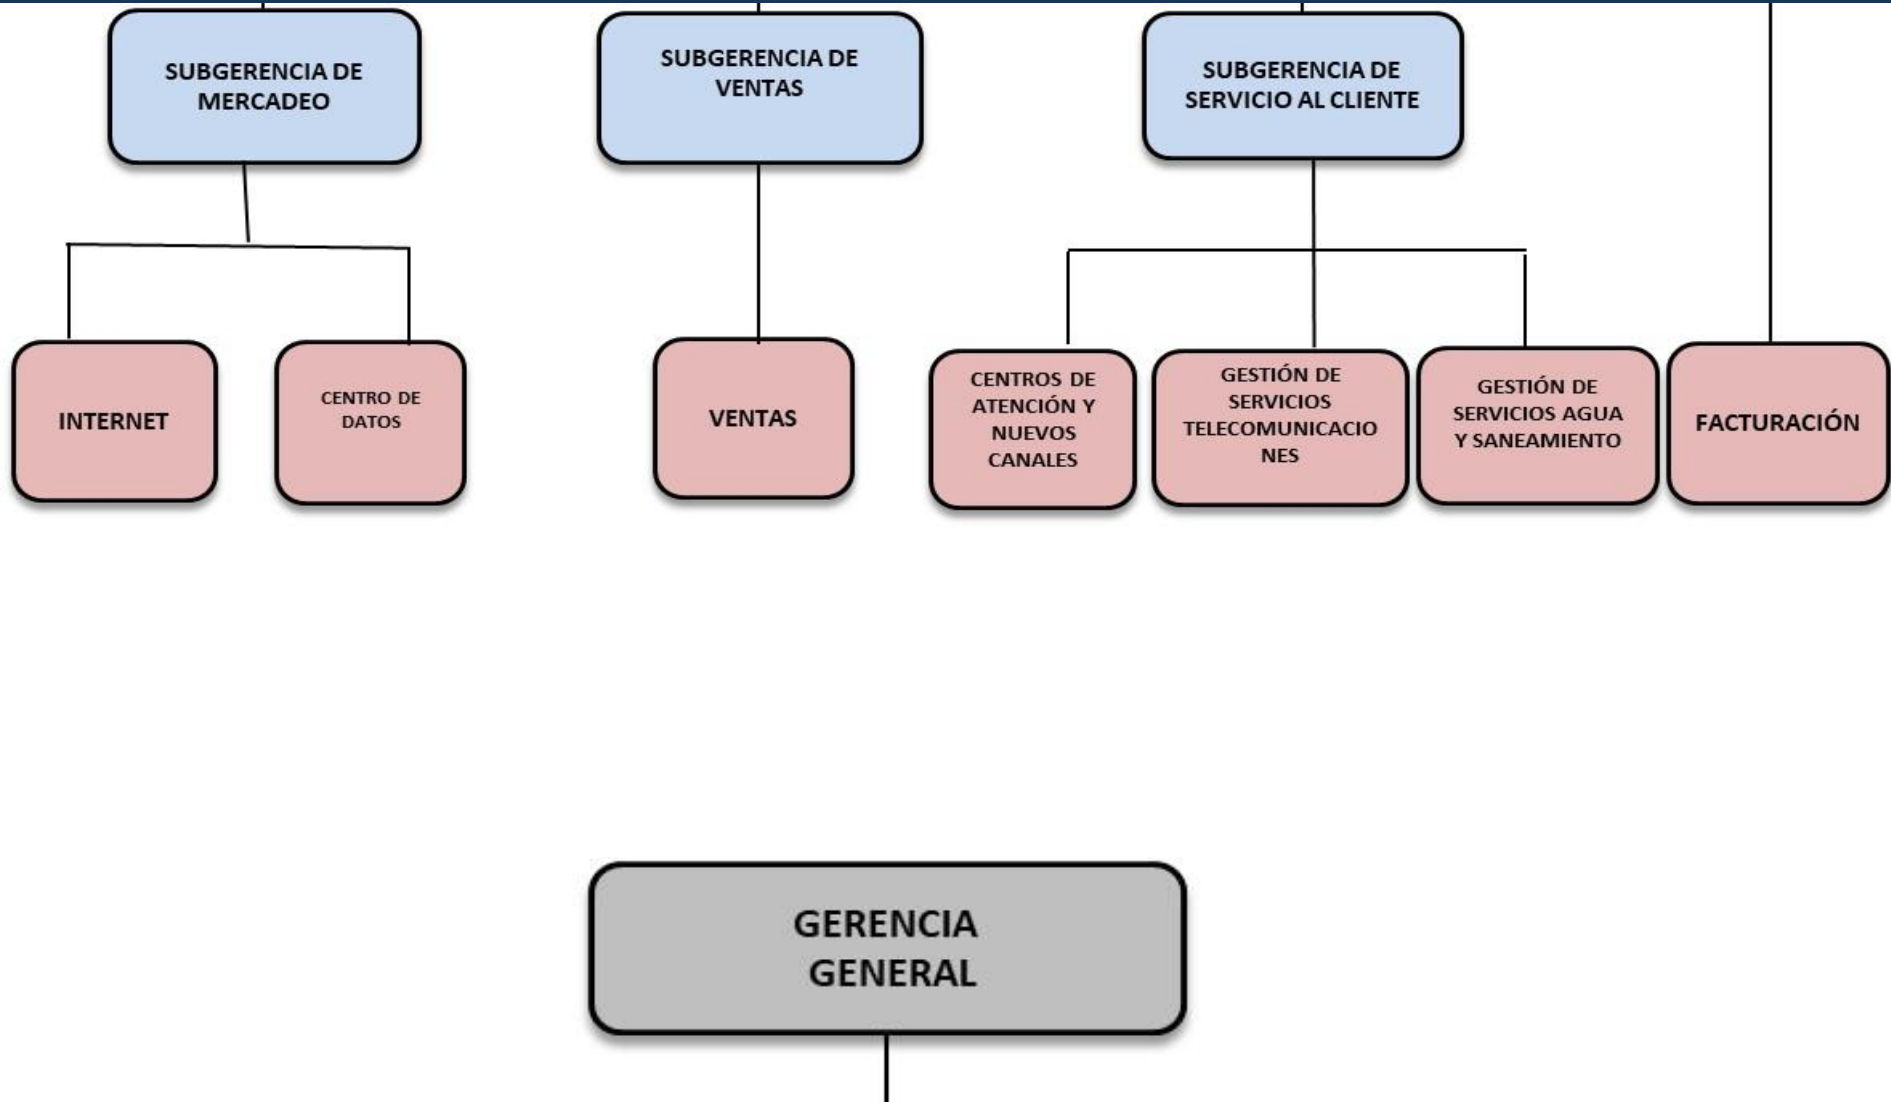 SUBGERENCIA DE
MERCADEO
SUBGERENCIA DE
VENTAS
SUBGERENCIA DE
SERVICIO AL CLIENTE
INTERNET
CENTRO DE
DATOS
VENTAS
CENTROS DE
ATENCIÓN Y
NUEVOS
CANALES
GESTIÓN DE
SERVICIOS
TELECOMUNICACIO
NES
GESTIÓN DE
SERVICIOS AGUA
Y SANEAMIENTO
FACTURACIÓN
GERENCIA
GENERAL